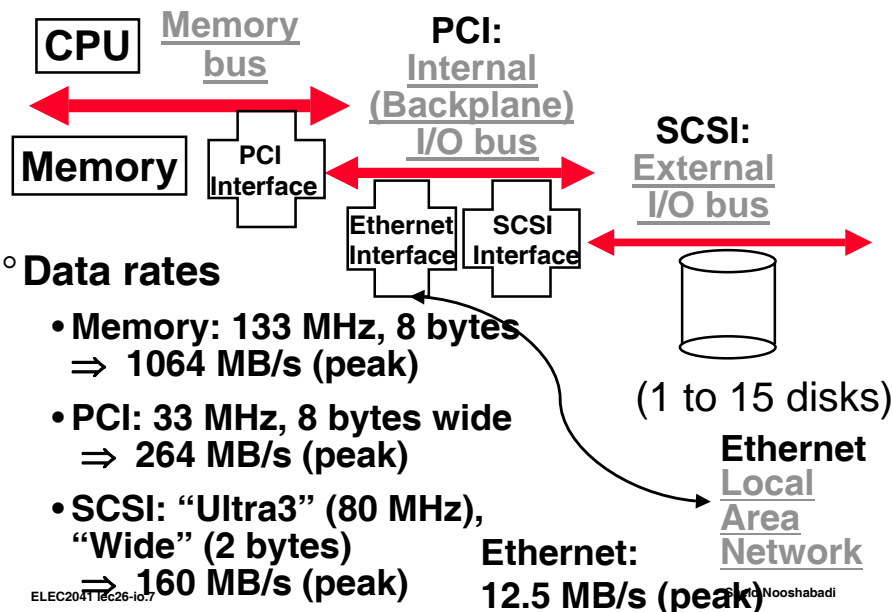 CPU
Memory
bus
Memory
PCI
Interface
PCI:
Internal
(Backplane)
I/O bus
Ethernet
Interface
SCSI
Interface
SCSI:
External
I/O bus
(1 to 15 disks)
° Data rates
• Memory: 133 MHz, 8 bytes
⇒ 1064 MB/s (peak)
• PCI: 33 MHz, 8 bytes wide
⇒ 264 MB/s (peak)
• SCSI: “Ultra3” (80 MHz),
“Wide” (2 bytes)
⇒ 160 MB/s (peak)
Ethernet
Local
Area
Network
Ethernet:
12.5 MB/s (peak)
ELEC2041 lec26-io.7
Nooshabadi